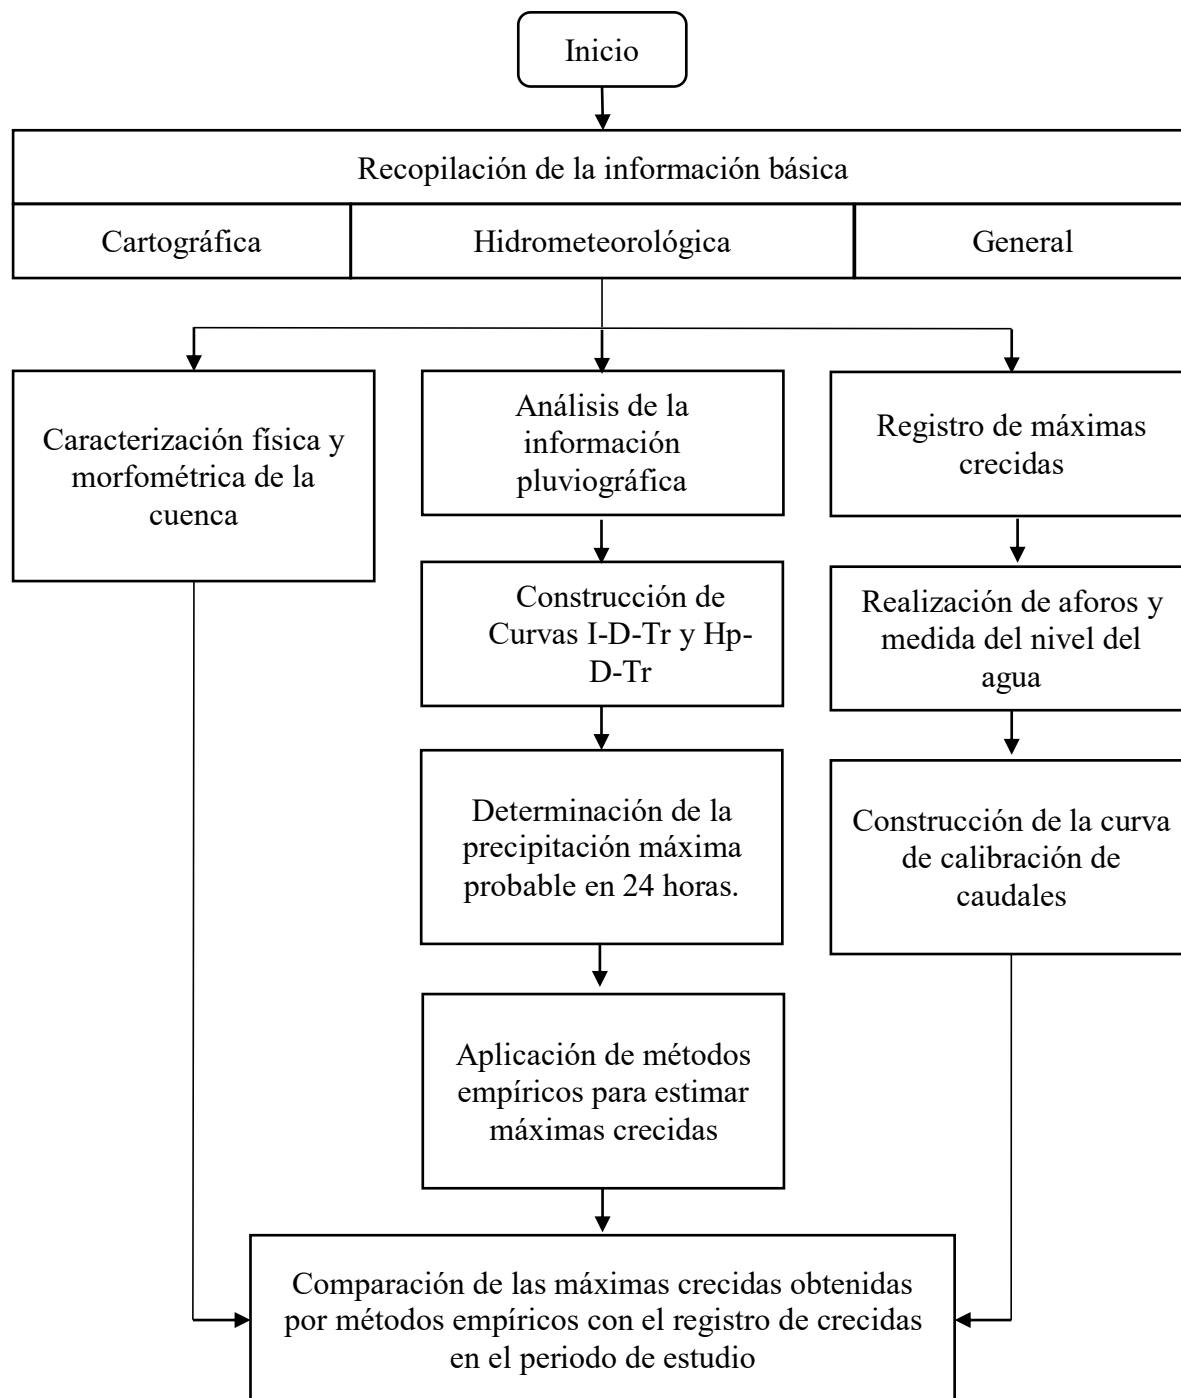 Inicio
Recopilación de la información básica
Cartográfica
Hidrometeorológica
General
Caracterización física y
morfométrica de la
cuenca
Análisis de la
información
pluviográfica
Registro de máximas
crecidas
Construcción de
Curvas I-D-Tr y Hp-
D-Tr
Realización de aforos y
medida del nivel del
agua
Determinación de la
precipitación máxima
probable en 24 horas.
Construcción de la curva
de calibración de
caudales
Aplicación de métodos
empíricos para estimar
máximas crecidas
Comparación de las máximas crecidas obtenidas
por métodos empíricos con el registro de crecidas
en el periodo de estudio